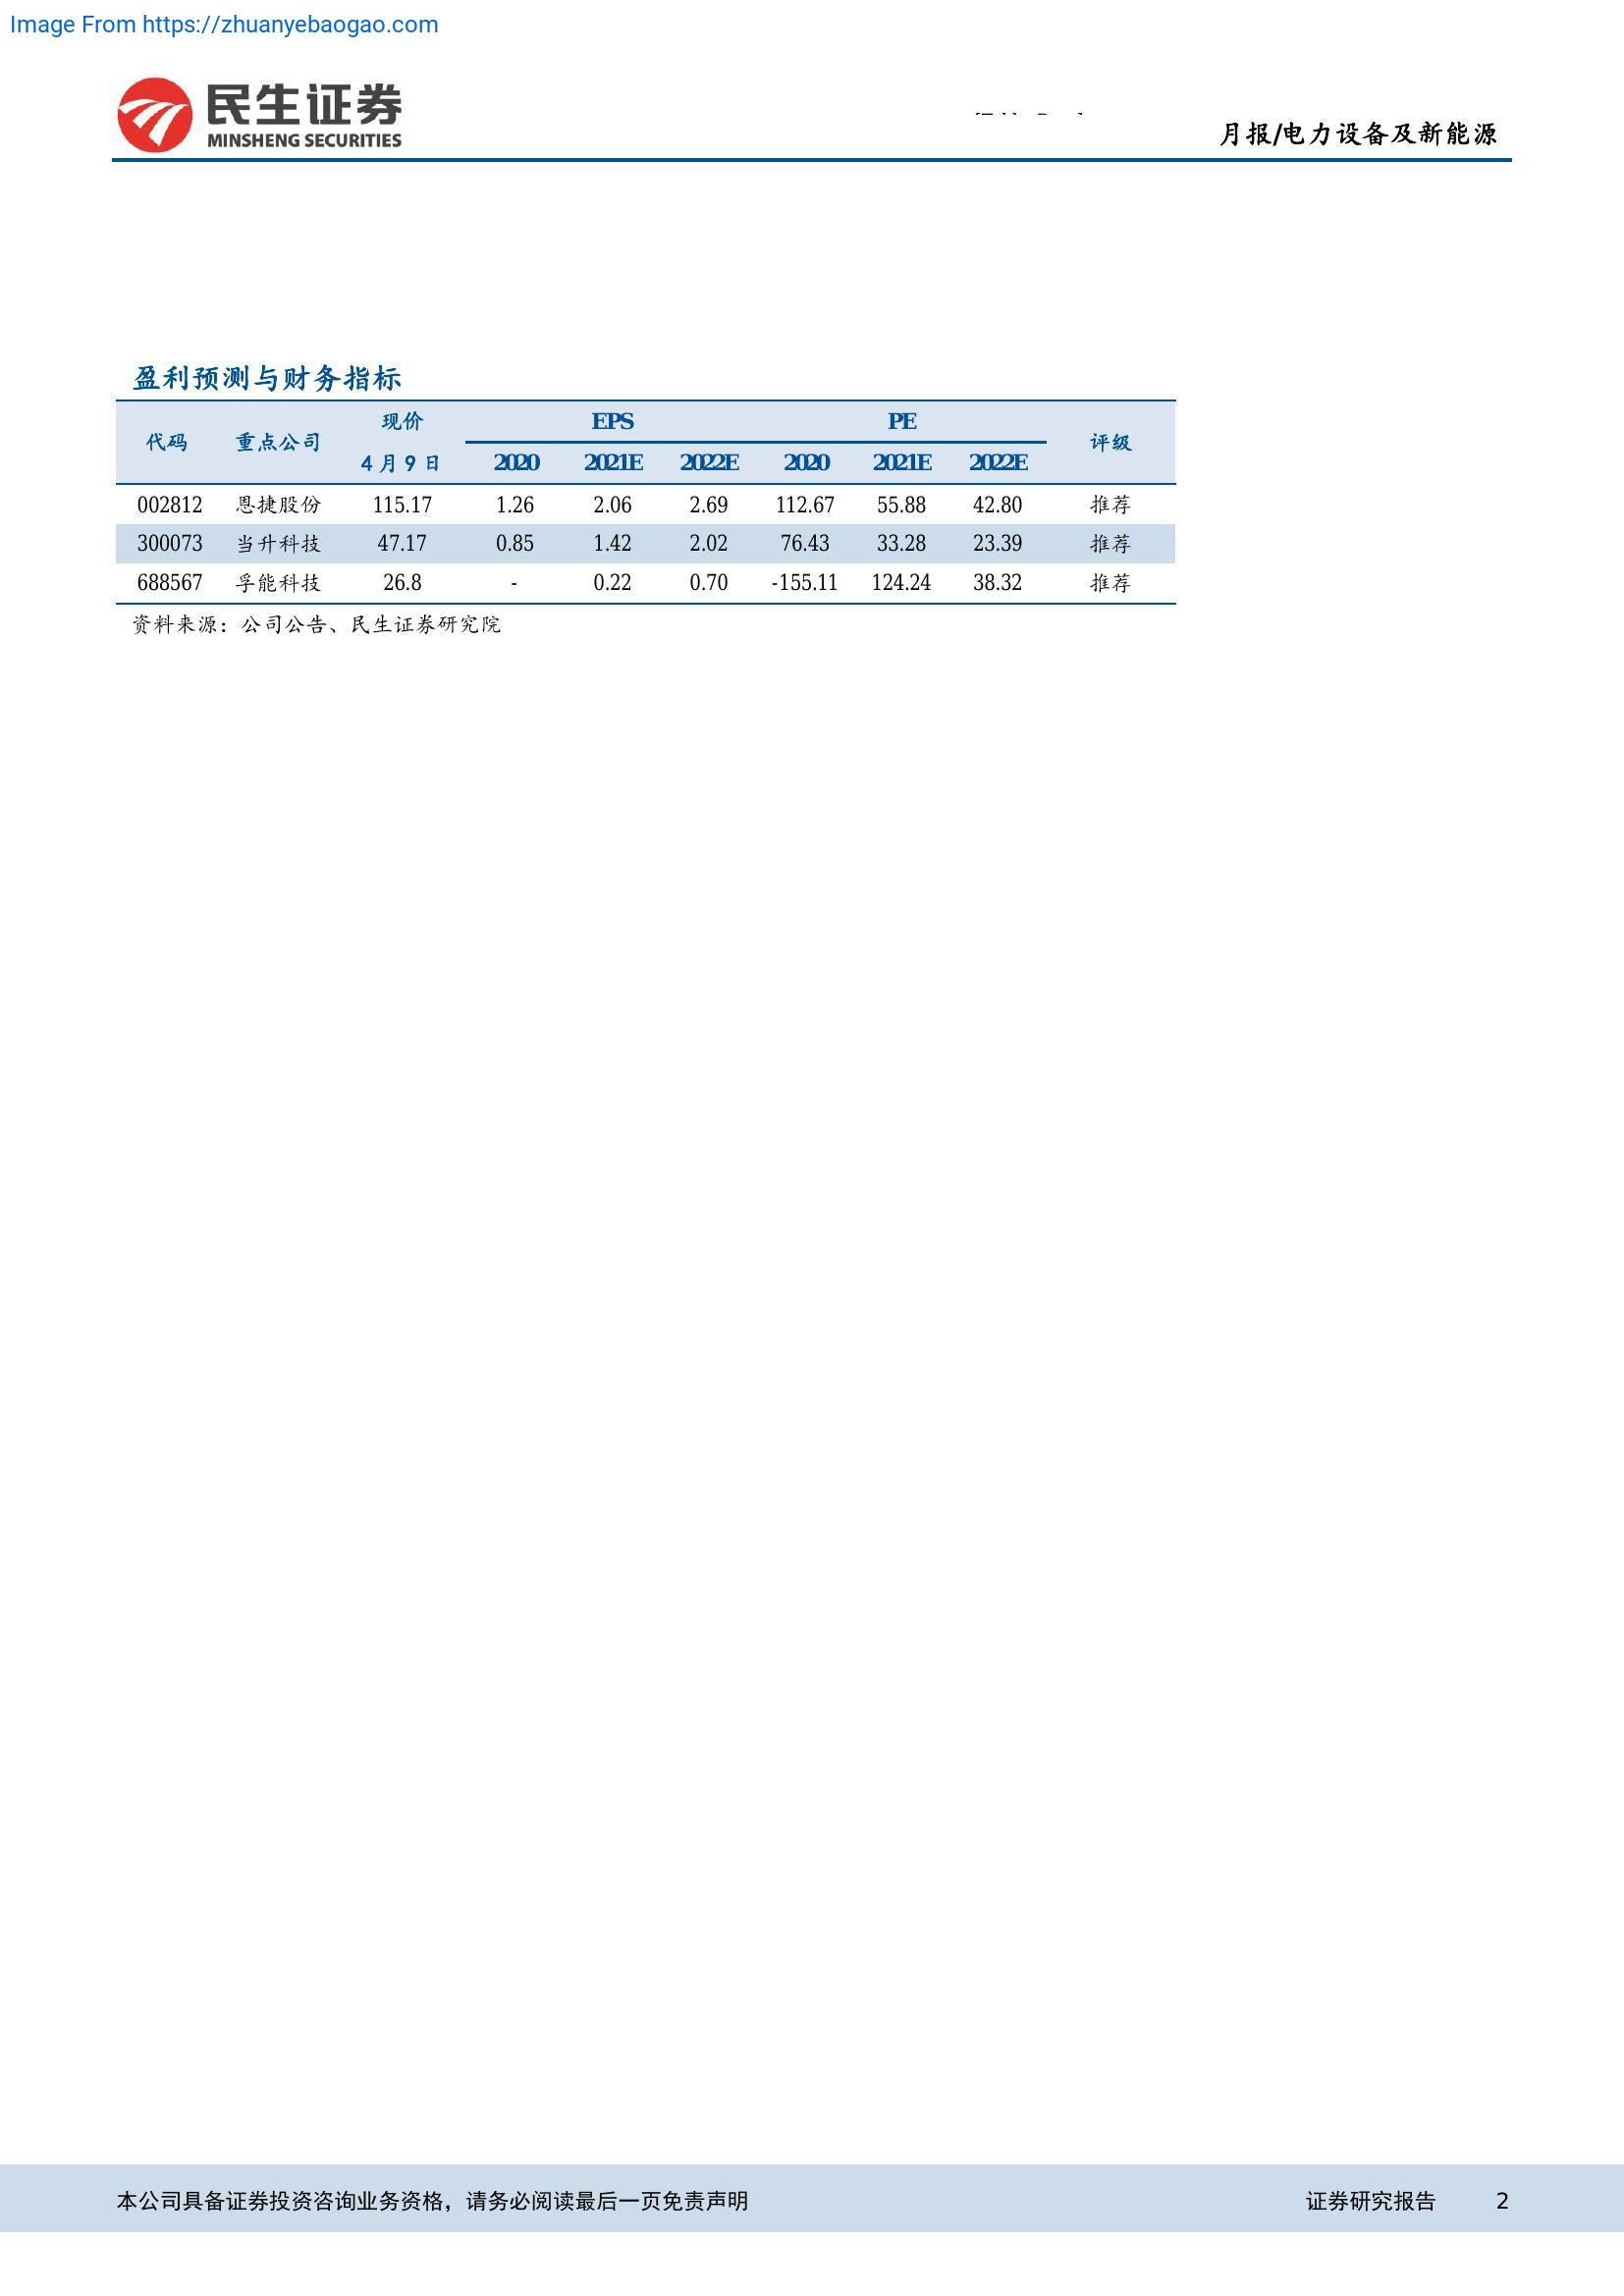 Image From https://zhuanyebaogao.com
民生证券
MINSHENG SECURITIES
月报/电力设备及新能源
盈利预测与财务指标
代码 重点公司 现价 EPS PE 评级
4月9日 2020 2021E 2022E 2020 2021E 2022E
002812 恩捷股份 115.17 1.26 2.06 2.69 112.67 55.88 42.80 推荐
300073 当升科技 47.17 0.85 1.42 2.02 76.43 33.28 23.39 推荐
688567 孚能科技 26.8 - 0.22 0.70 -155.11 124.24 38.32 推荐
资料来源：公司公告、民生证券研究院
本公司具备证券投资咨询业务资格，请务必阅读最后一页免责声明 证券研究报告 2